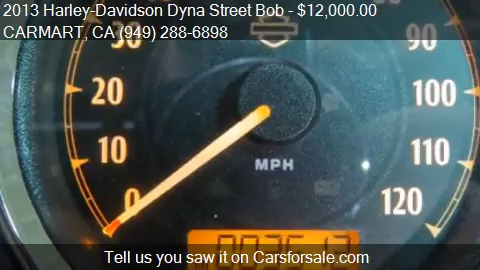 2013 Harley-Davidson Dyna Street Bob - $12,000.00
CARMART, CA (949) 288-6898
30
90
20
100
10
MPH
110
0
120
Tell us you saw it on Carsforsale.com